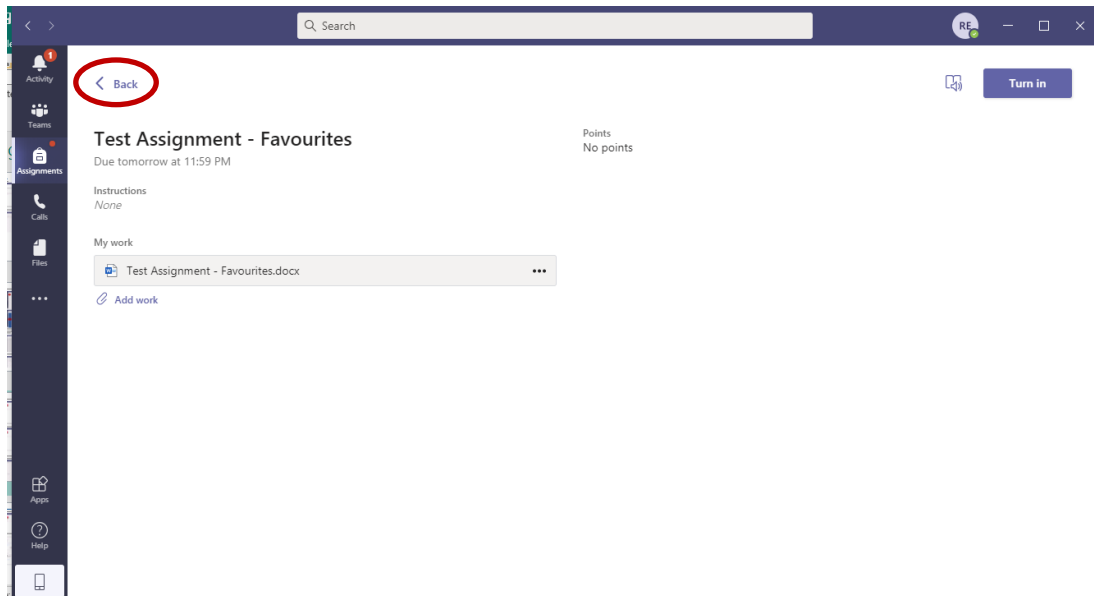 Search
RE
1
Activity
Teams
Assignments
Calls
Files
Apps
Help
Back
Turn in
Test Assignment - Favourites
Due tomorrow at 11:59 PM
Points
No points
Instructions
None
My work
Test Assignment - Favourites.docx
Add work